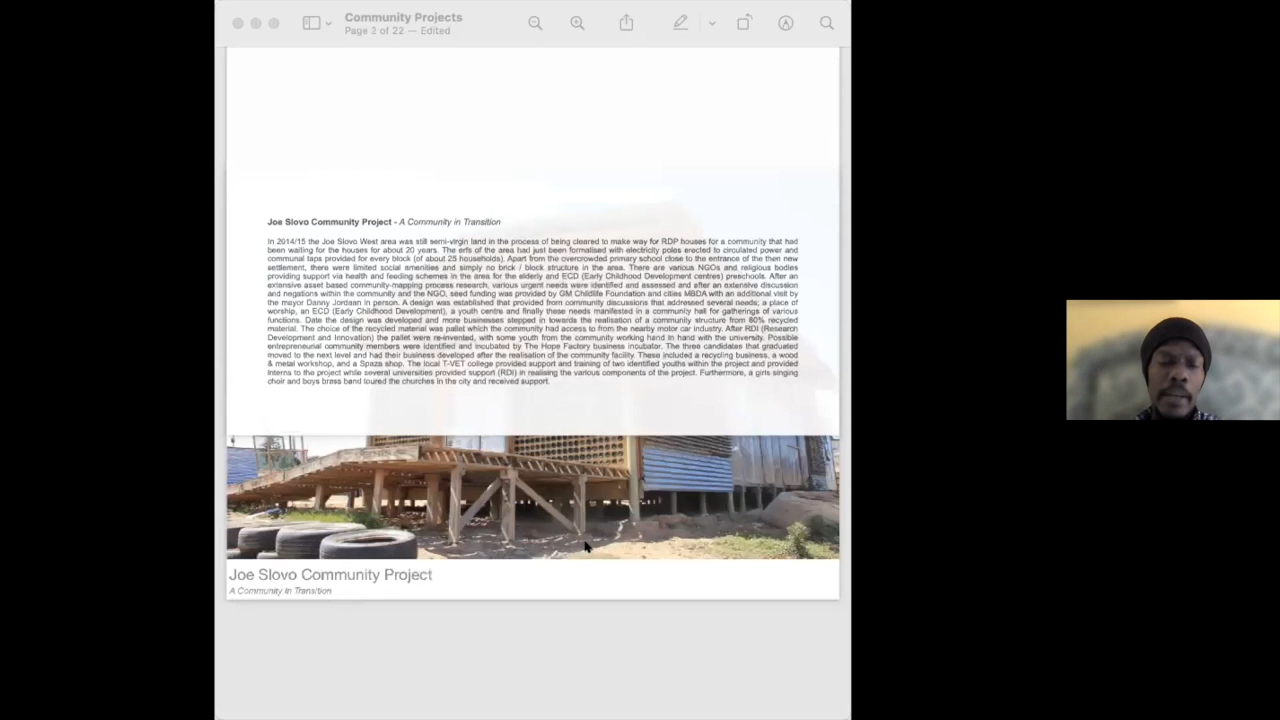 Community Projects
Page 2 of 22 — Edited
Joe Slovo Community Project - A Community in Transition
In 2014/15 the Joe Slovo West area was still semi-virgin land in the process of being cleared to make way for RDP houses for a community that had
been waiting for the houses for about 20 years. The erfs of the area had just been formalised with electricity poles erected to circulated power and
communal taps provided for every block (of about 25 households). Apart from the overcrowded primary school close to the entrance of the then new
settlement, there were limited social amenities and simply no brick / block structure in the area. There are various NGOs and religious bodies
providing support via health and feeding schemes in the area for the elderly and ECD (Early Childhood Development centres) preschools. After an
extensive asset based community-mapping process research, various urgent needs were identified and assessed and after an extensive discussion
and negations within the community and the NGO, seed funding was provided by GM Childlife Foundation and cities MBDA with an additional visit by
the mayor Danny Jordaan in person. A design was established that provided from community discussions that addressed several needs; a place of
worship, an ECD (Early Childhood Development), a youth centre and finally these needs manifested in a community hall for gatherings of various
functions. Date the design was developed and more businesses stepped in towards the realisation of a community structure from 80% recycled
material. The choice of the recycled material was pallet which the community had access to from the nearby motor car industry. After RDI (Research
Development and Innovation) the pallet were re-invented, with some youth from the community working hand in hand with the university. Possible
entrepreneurial community members were identified and incubated by The Hope Factory business incubator. The three candidates that graduated
moved to the next level and had their business developed after the realisation of the community facility. These included a recycling business, a wood
& metal workshop, and a Spaza shop. The local T-VET college provided support and training of two identified youths within the project and provided
interns to the project while several universities provided support (RDI) in realising the various components of the project. Furthermore, a girls singing
choir and boys brass band toured the churches in the city and received support.
Joe Slovo Community Project
A Community In Transition